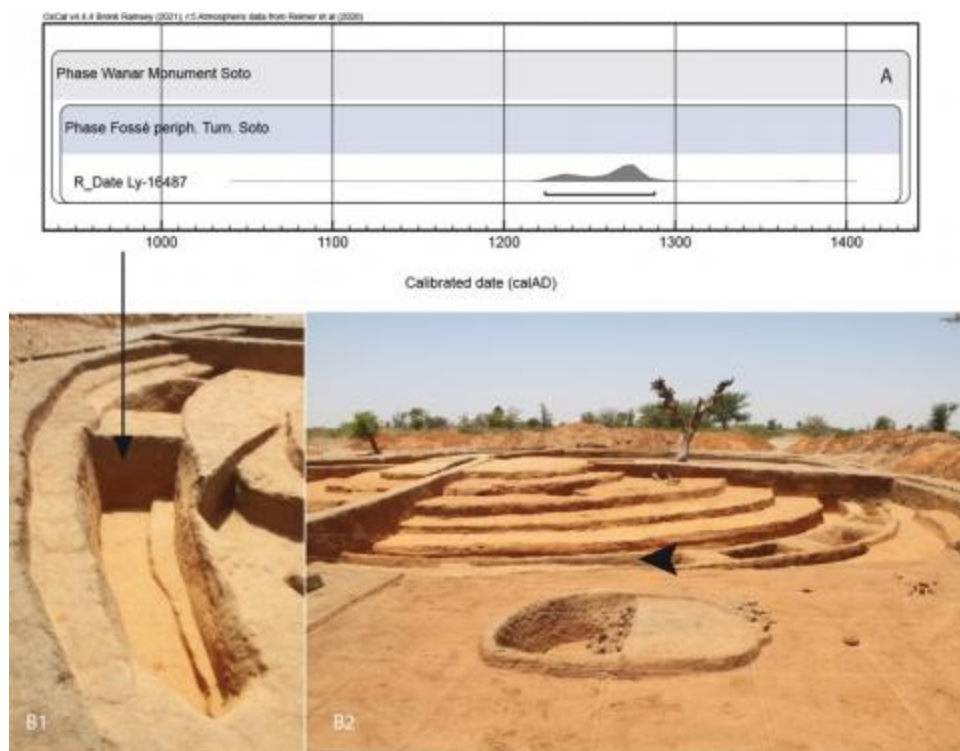 OxCal v4.4.4 Bronk Ramsey (2021); r:5 Atmospheric data from Reimer et al (2020)
Phase Wanar Monument Soto
A
Phase Fossé periph. Tum. Soto
R_Date Ly-16487
1000 1100 1200 1300 1400
Calibrated date (calAD)
B1 B2